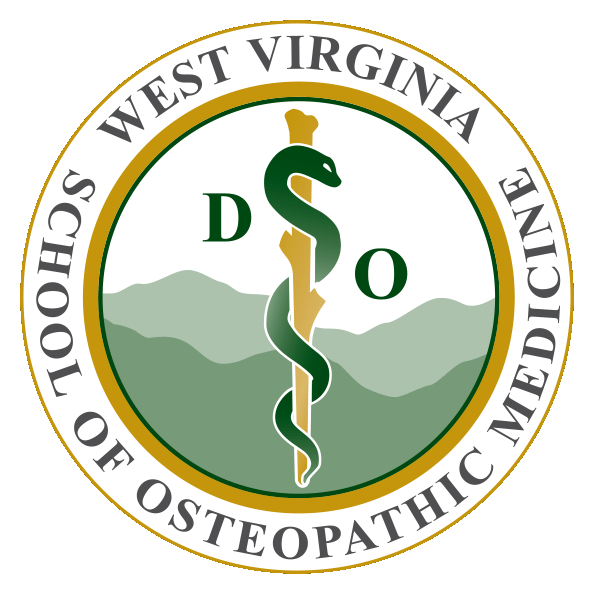 WEST VIRGINIA
SCHOOL OF OSTEOPATHIC MEDICINE
D
O